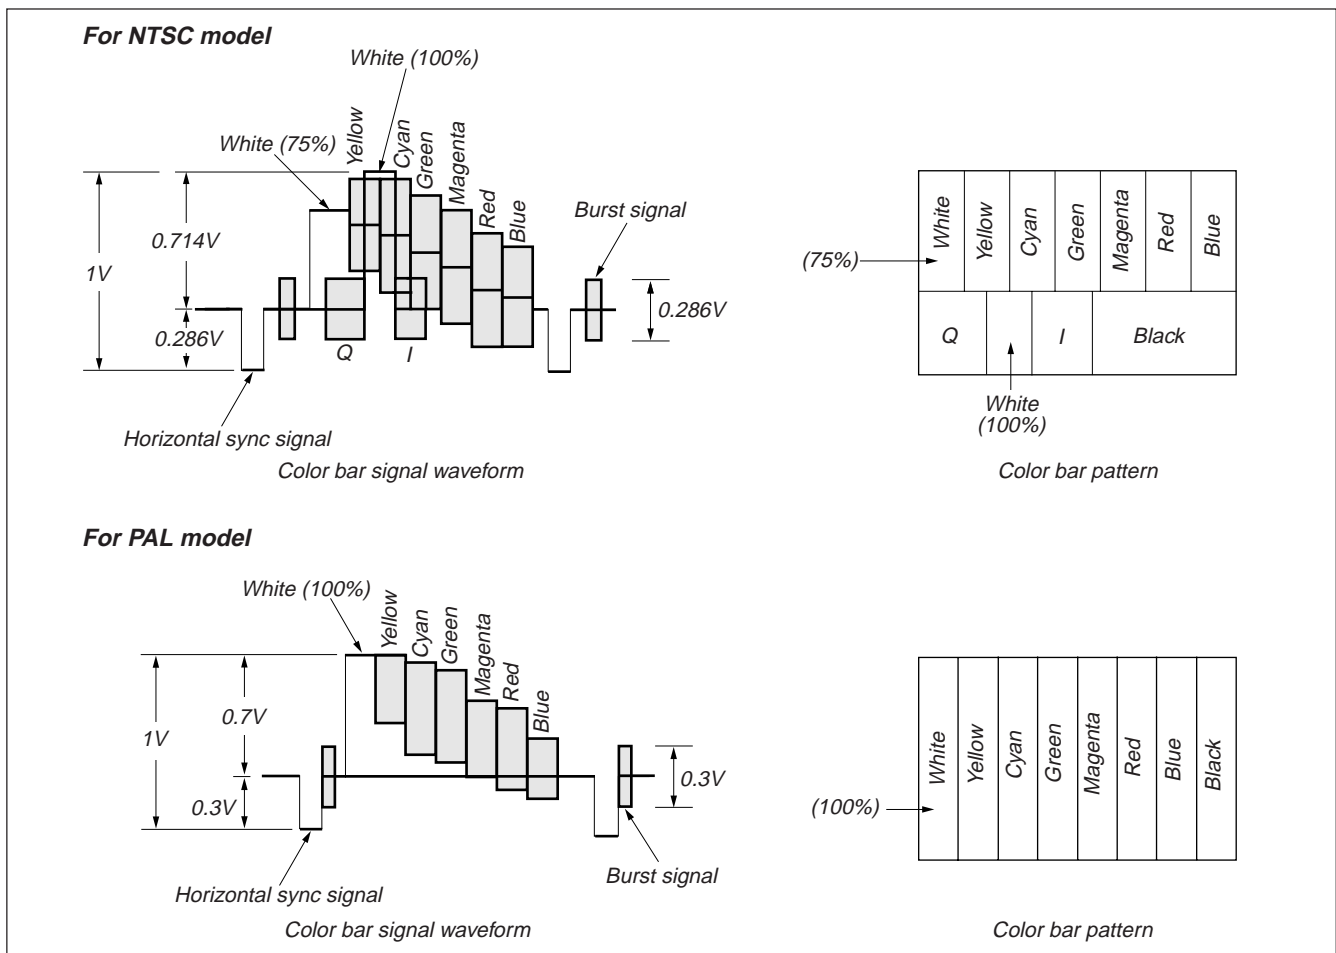 For NTSC model
White (100%)
White (75%)
Yellow
Cyan
Green
Magenta
Red
Blue
Burst signal
1V
0.714V
0.286V
0.286V
Q
I
Horizontal sync signal
Color bar signal waveform
(75%)
White
Yellow
Cyan
Green
Magenta
Red
Blue
Q
I
Black
White
(100%)
Color bar pattern
For PAL model
White (100%)
Yellow
Cyan
Green
Magenta
Red
Blue
1V
0.7V
0.3V
0.3V
Horizontal sync signal
Burst signal
Color bar signal waveform
(100%)
White
Yellow
Cyan
Green
Magenta
Red
Blue
Black
Color bar pattern